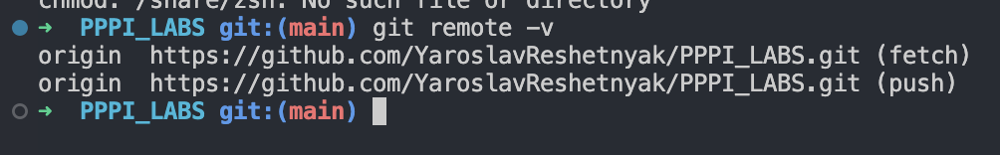 chmod: /share/zsh: No such file or directory
➜ PPPI_LABS git:(main) git remote -v
origin https://github.com/YaroslavReshetnyak/PPPI_LABS.git (fetch)
origin https://github.com/YaroslavReshetnyak/PPPI_LABS.git (push)
➜ PPPI_LABS git:(main)